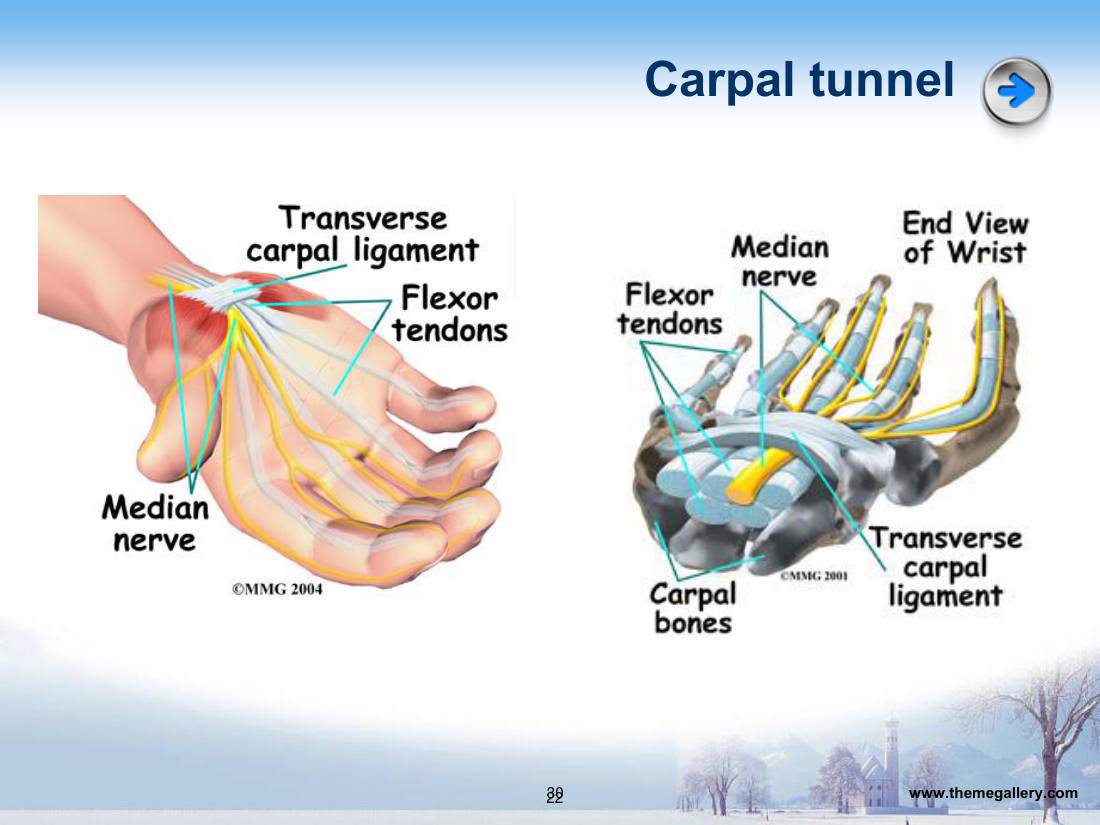 Carpal tunnel
Transverse
carpal ligament
Flexor
tendons
Median
nerve
©MMG 2004
End View
of Wrist
Median
nerve
Flexor
tendons
Transverse
carpal
ligament
©MMG 2001
Carpal
bones
22
www.themegallery.com